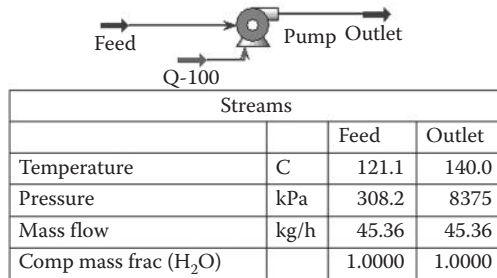 Feed
Pump Outlet
Q-100
Streams
Feed Outlet
Temperature C 121.1 140.0
Pressure kPa 308.2 8375
Mass flow kg/h 45.36 45.36
Comp mass frac (H₂O) 1.0000 1.0000